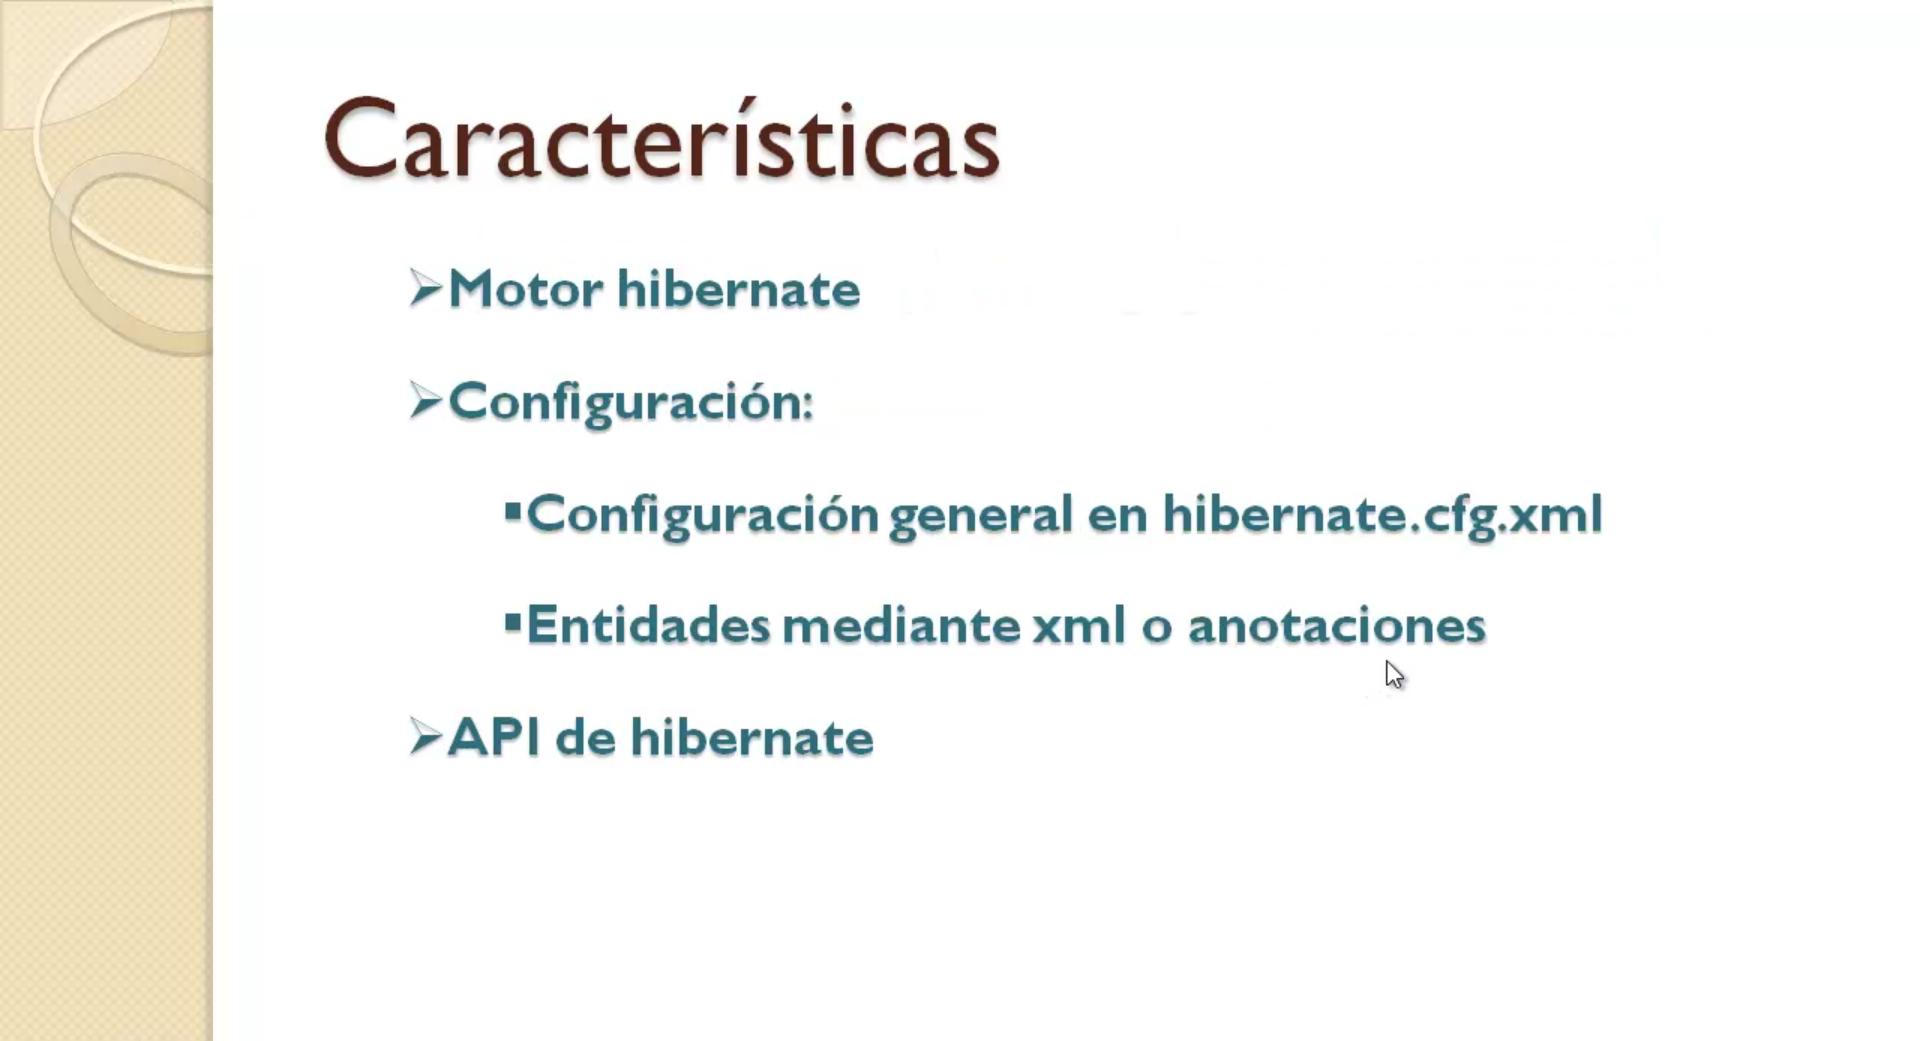 Características
Motor hibernate
Configuración:
Configuración general en hibernate.cfg.xml
Entidades mediante xml o anotaciones
API de hibernate